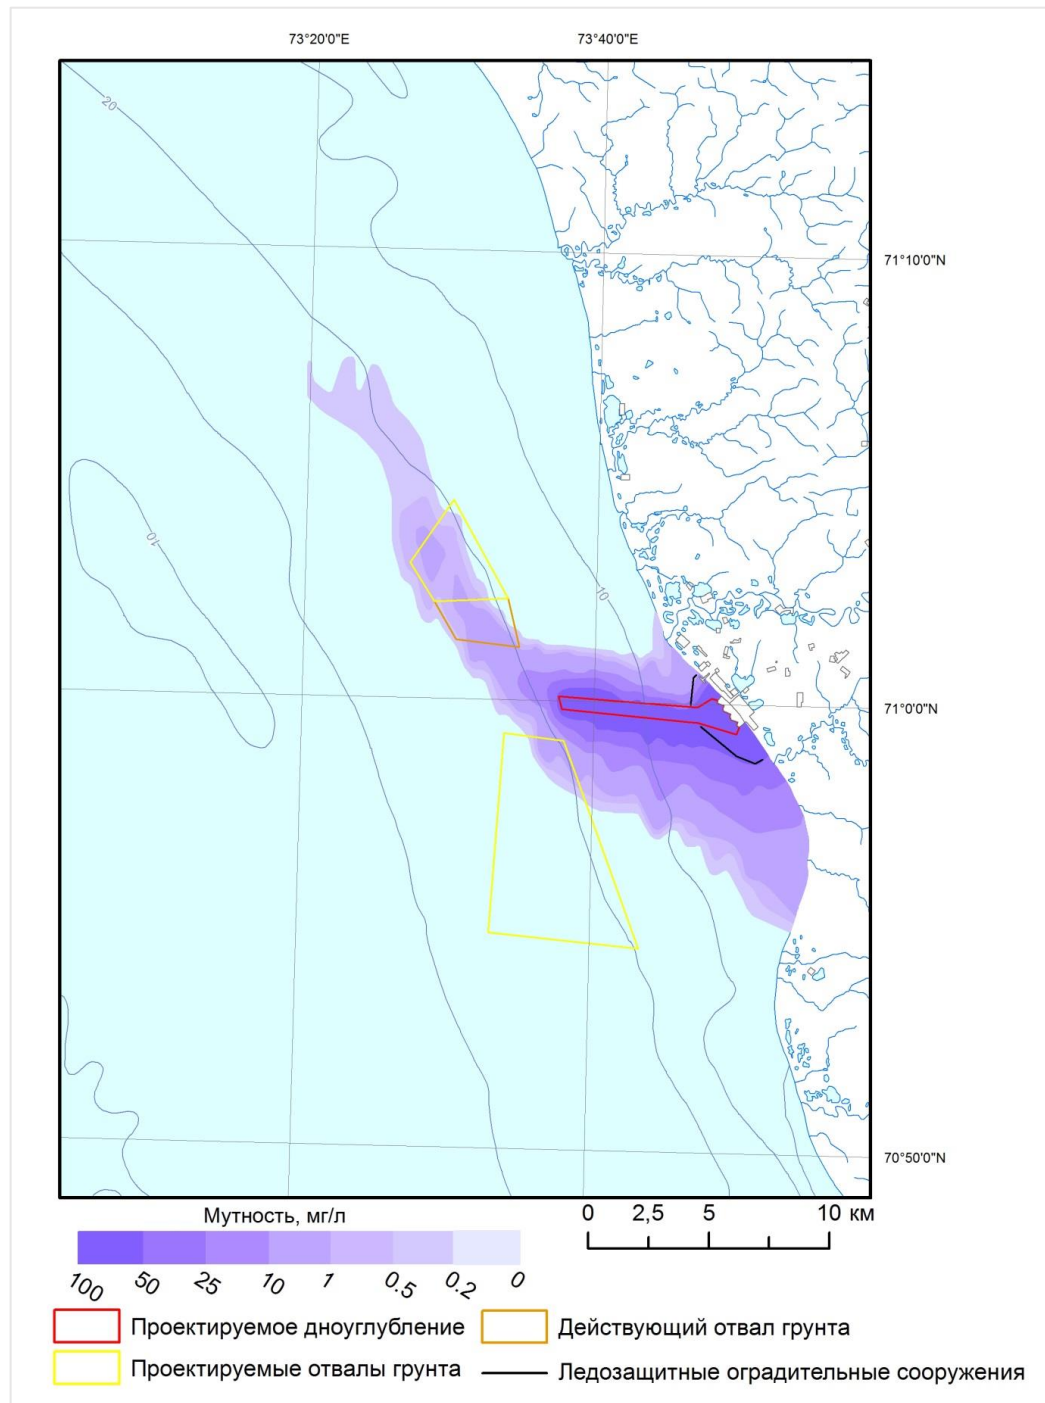 73°20'0"E 73°40'0"E
20
71°10'0"N
10
10
71°0'0"N
70°50'0"N
Мутность, мг/л
0 2,5 5 10 км
100 50 25 10 1 0.5 0.2 0
Проектируемое дноуглубление
Действующий отвал грунта
Проектируемые отвалы грунта
Ледозащитные оградительные сооружения